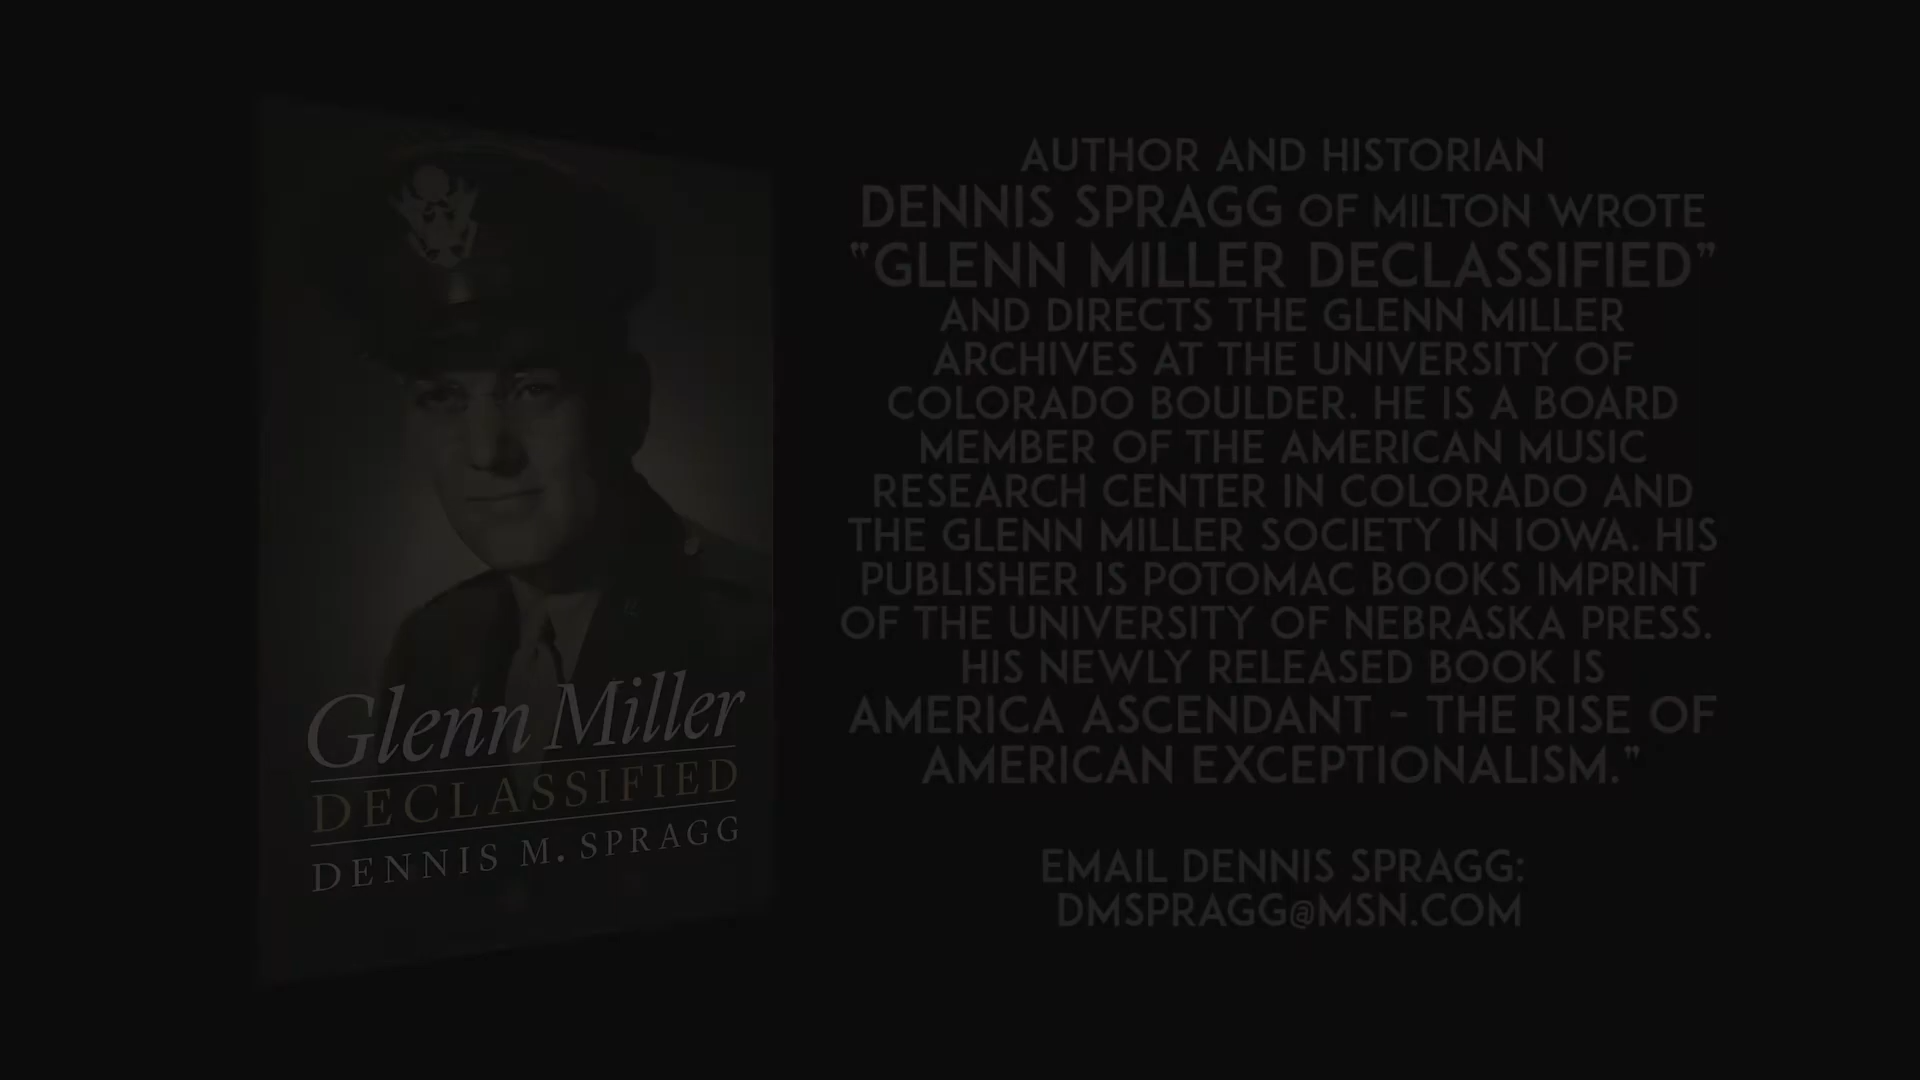 Glenn Miller
DECLASSIFIED
DENNIS M. SPRAGG
AUTHOR AND HISTORIAN
DENNIS SPRAGG OF MILTON WROTE
"GLENN MILLER DECLASSIFIED"
AND DIRECTS THE GLENN MILLER
ARCHIVES AT THE UNIVERSITY OF
COLORADO BOULDER. HE IS A BOARD
MEMBER OF THE AMERICAN MUSIC
RESEARCH CENTER IN COLORADO AND
THE GLENN MILLER SOCIETY IN IOWA. HIS
PUBLISHER IS POTOMAC BOOKS IMPRINT
OF THE UNIVERSITY OF NEBRASKA PRESS.
HIS NEWLY RELEASED BOOK IS
AMERICA ASCENDANT - THE RISE OF
AMERICAN EXCEPTIONALISM."
EMAIL DENNIS SPRAGG:
DMSPRAGG@MSN.COM